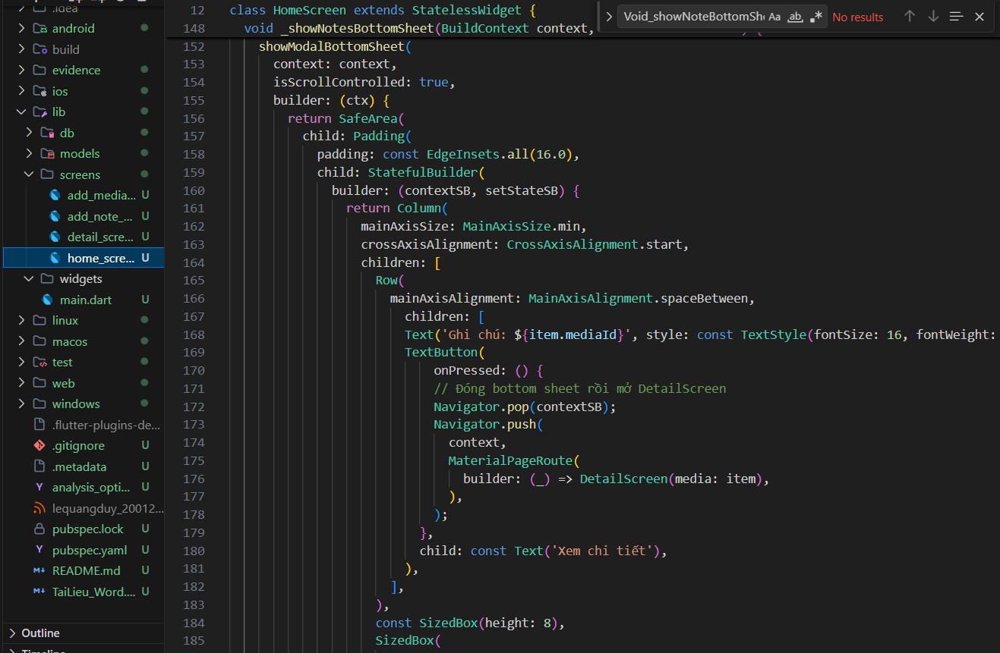 .idea
android
build
evidence
ios
lib
db
models
screens
add_media... U
add_note_... U
detail_scre... U
home_scre... U
widgets
main.dart U
linux
macos
test
web
windows
.flutter-plugins-de...
.gitignore U
.metadata U
analysis_opti... U
lequangduy_20012...
pubspec.lock U
pubspec.yaml U
README.md U
TaiLieu_Word.... U
Outline
Timeline
Void_showNoteBottomSh
Aa ab .*
No results
12 class HomeScreen extends StatelessWidget {
148 void _showNotesBottomSheet(BuildContext context,
152 showModalBottomSheet(
153 context: context,
154 isScrollControlled: true,
155 builder: (ctx) {
156 return SafeArea(
157 child: Padding(
158 padding: const EdgeInsets.all(16.0),
159 child: StatefulBuilder(
160 builder: (contextSB, setStateSB) {
161 return Column(
162 mainAxisSize: MainAxisSize.min,
163 crossAxisAlignment: CrossAxisAlignment.start,
164 children: [
165 Row(
166 mainAxisAlignment: MainAxisAlignment.spaceBetween,
167 children: [
168 Text('Ghi chú: ${item.mediaId}', style: const TextStyle(fontSize: 16, fontWeight:
169 TextButton(
170 onPressed: () {
171 // Đóng bottom sheet rồi mở DetailScreen
172 Navigator.pop(contextSB);
173 Navigator.push(
174 context,
175 MaterialPageRoute(
176 builder: (_) => DetailScreen(media: item),
177 ),
178 );
179 },
180 child: const Text('Xem chi tiết'),
181 ),
182 ],
183 ),
184 const SizedBox(height: 8),
185 SizedBox(